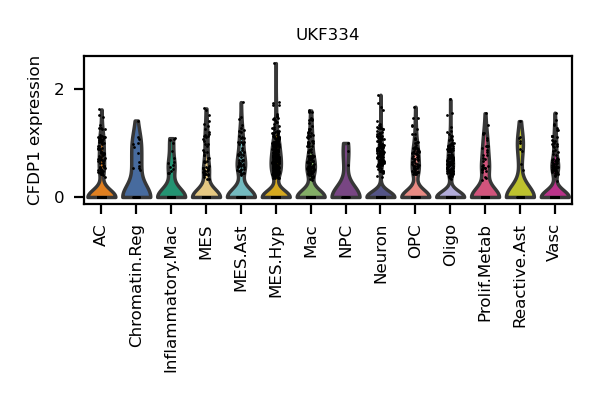 UKF334
CFDP1 expression
2
0
AC
Chromatin.Reg
Inflammatory.Mac
MES
MES.Ast
MES.Hyp
Mac
NPC
Neuron
OPC
Oligo
Prolif.Metab
Reactive.Ast
Vasc